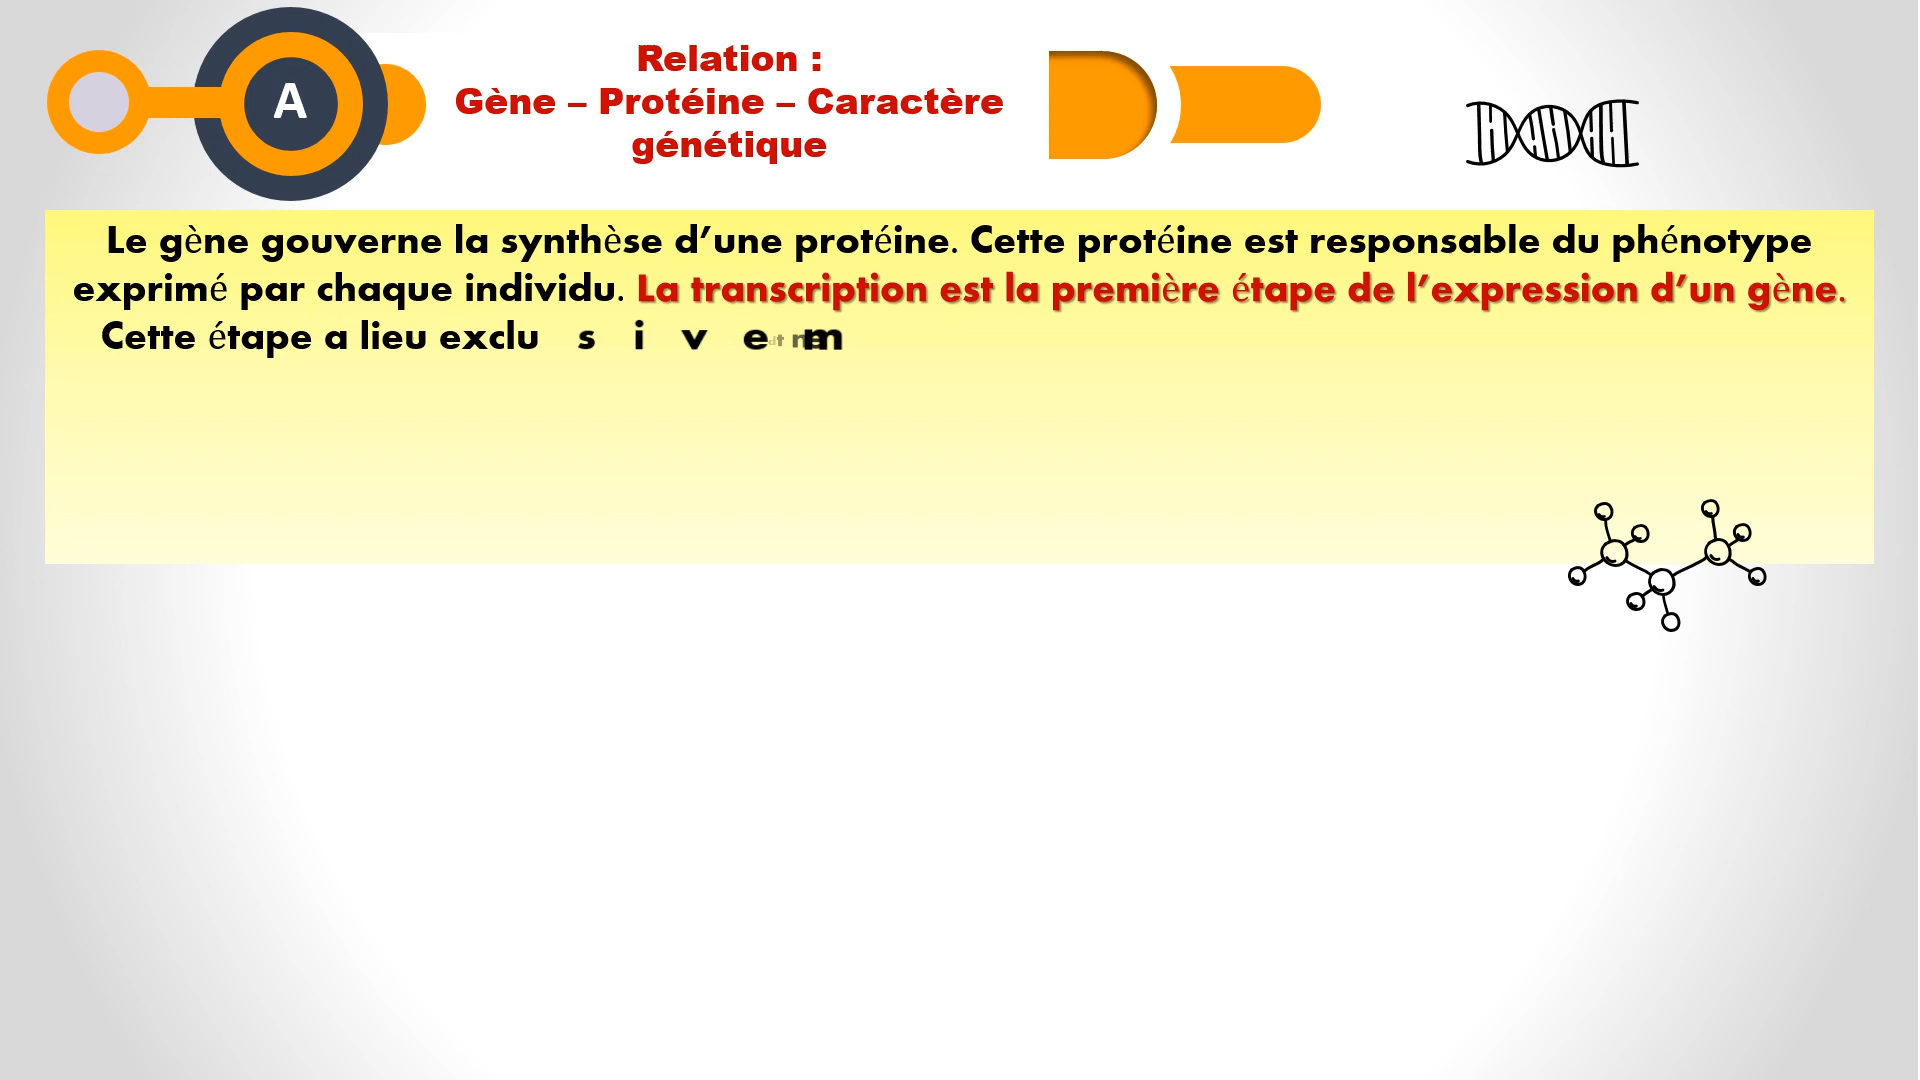 A
Relation :
Gène – Protéine – Caractère
génétique
Le gène gouverne la synthèse d’une protéine. Cette protéine est responsable du phénotype
exprimé par chaque individu. La transcription est la première étape de l’expression d’un gène.
Cette étape a lieu exclu s i v e m